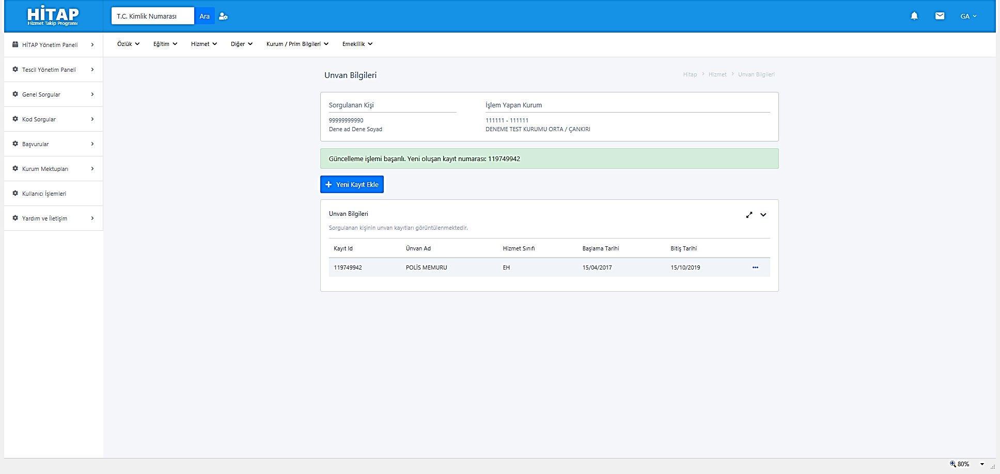 HİTAP
Hizmet Takip Programı
T.C. Kimlik Numarası Ara
GA
HİTAP Yönetim Paneli
Tescil Yönetim Paneli
Genel Sorgular
Kod Sorgular
Başvurular
Kurum Mektupları
Kullanıcı İşlemleri
Yardım ve İletişim
Özlük Eğitim Hizmet Diğer Kurum / Prim Bilgileri Emeklilik
Unvan Bilgileri
Hitap > Hizmet > Unvan Bilgileri
Sorgulanan Kişi
99999999990
Dene ad Dene Soyad
İşlem Yapan Kurum
111111 - 111111
DENEME TEST KURUMU ORTA / ÇANKIRI
Güncelleme işlemi başarılı. Yeni oluşan kayıt numarası: 119749942
+ Yeni Kayıt Ekle
Unvan Bilgileri
Sorgulanan kişinin unvan kayıtları görüntülenmektedir.
Kayıt Id Ünvan Ad Hizmet Sınıfı Başlama Tarihi Bitiş Tarihi
119749942 POLİS MEMURU EH 15/04/2017 15/10/2019
80%